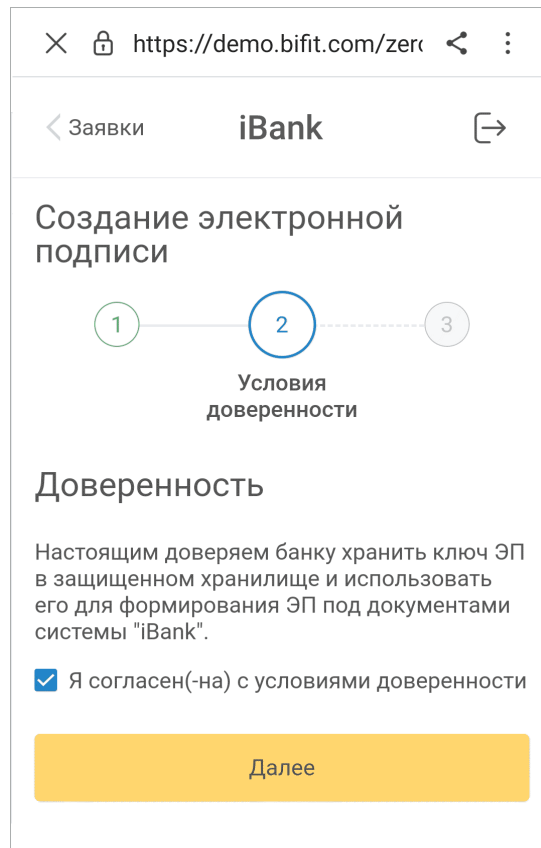 https://demo.bifit.com/zero
Заявки
iBank
Создание электронной
подписи
1
2
3
Условия
доверенности
Доверенность
Настоящим доверяем банку хранить ключ ЭП
в защищенном хранилище и использовать
его для формирования ЭП под документами
системы "iBank".
Я согласен(-на) с условиями доверенности
Далее